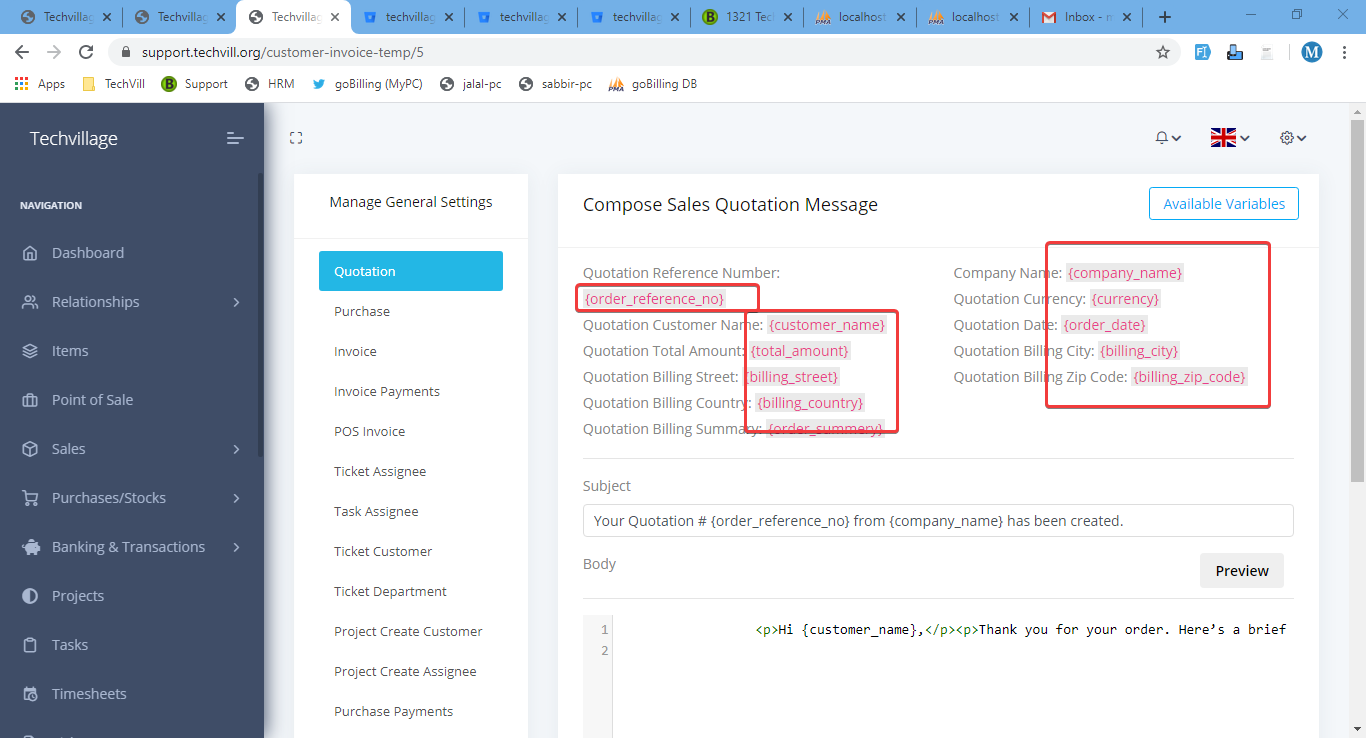 Techvillag
Techvillag
Techvillag
techvillag
techvillag
techvillag
1321 Tec
localhost
localhost
Inbox - m
support.techvill.org/customer-invoice-temp/5
M
Apps
TechVill
Support
HRM
goBilling (MyPC)
jalal-pc
sabbir-pc
goBilling DB
Techvillage
NAVIGATION
Dashboard
Relationships
Items
Point of Sale
Sales
Purchases/Stocks
Banking & Transactions
Projects
Tasks
Timesheets
Manage General Settings
Quotation
Purchase
Invoice
Invoice Payments
POS Invoice
Ticket Assignee
Task Assignee
Ticket Customer
Ticket Department
Project Create Customer
Project Create Assignee
Purchase Payments
Compose Sales Quotation Message
Available Variables
Quotation Reference Number:
{order_reference_no}
Quotation Customer Name: {customer_name}
Quotation Total Amount: {total_amount}
Quotation Billing Street: {billing_street}
Quotation Billing Country: {billing_country}
Quotation Billing Summary: {order_summery}
Company Name: {company_name}
Quotation Currency: {currency}
Quotation Date: {order_date}
Quotation Billing City: {billing_city}
Quotation Billing Zip Code: {billing_zip_code}
Subject
Your Quotation # {order_reference_no} from {company_name} has been created.
Body
Preview
1 <p>Hi {customer_name},</p><p>Thank you for your order. Here’s a brief
2